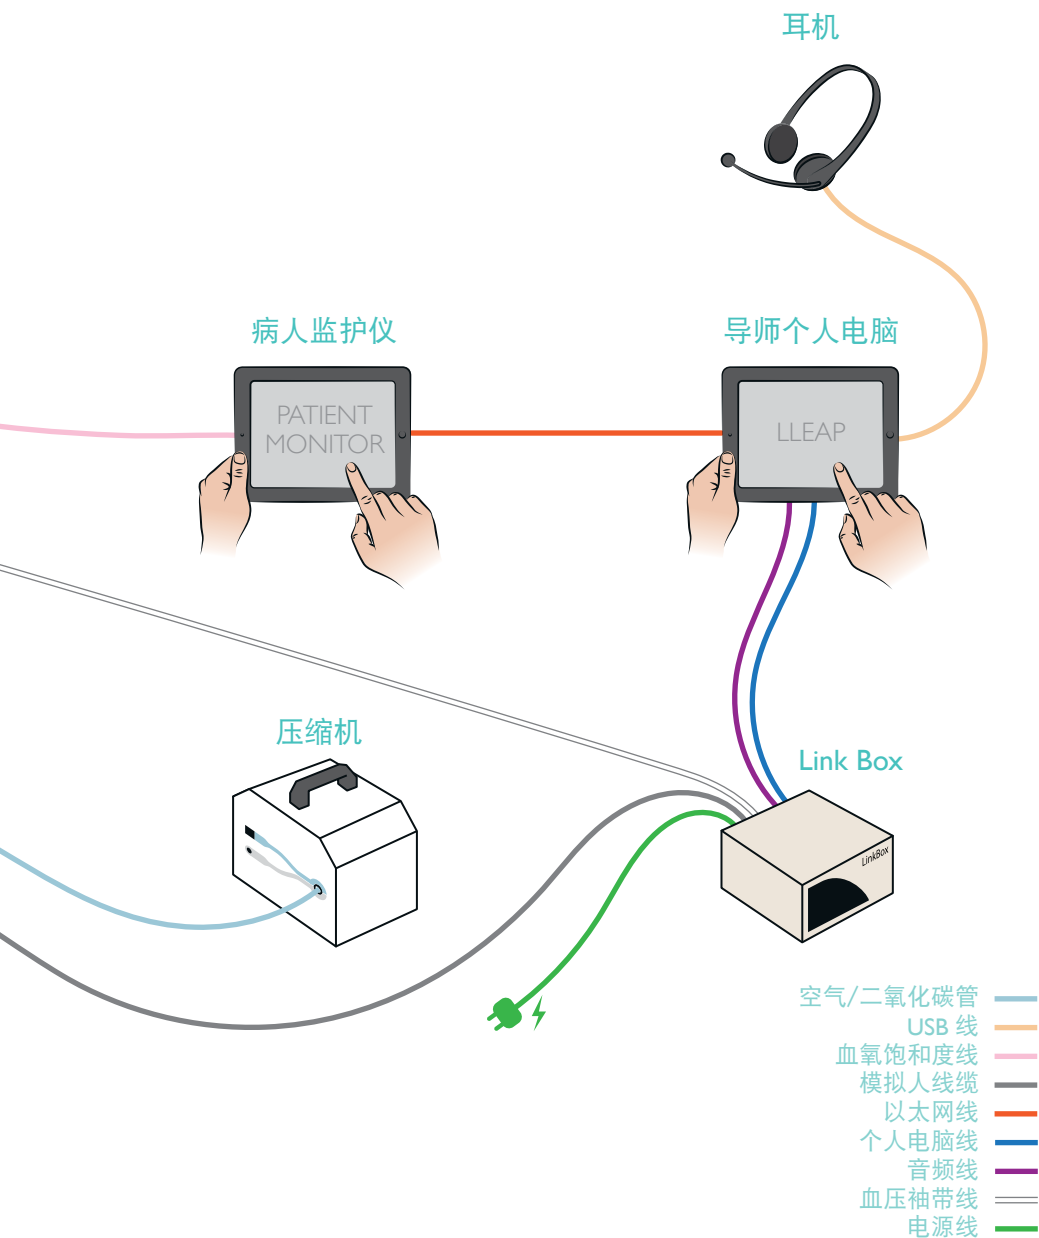 耳机
病人监护仪
导师个人电脑
PATIENT
MONITOR
LLEAP
压缩机
Link Box
LinkBox
空气/二氧化碳管
USB 线
血氧饱和度线
模拟人线缆
以太网线
个人电脑线
音频线
血压袖带线
电源线